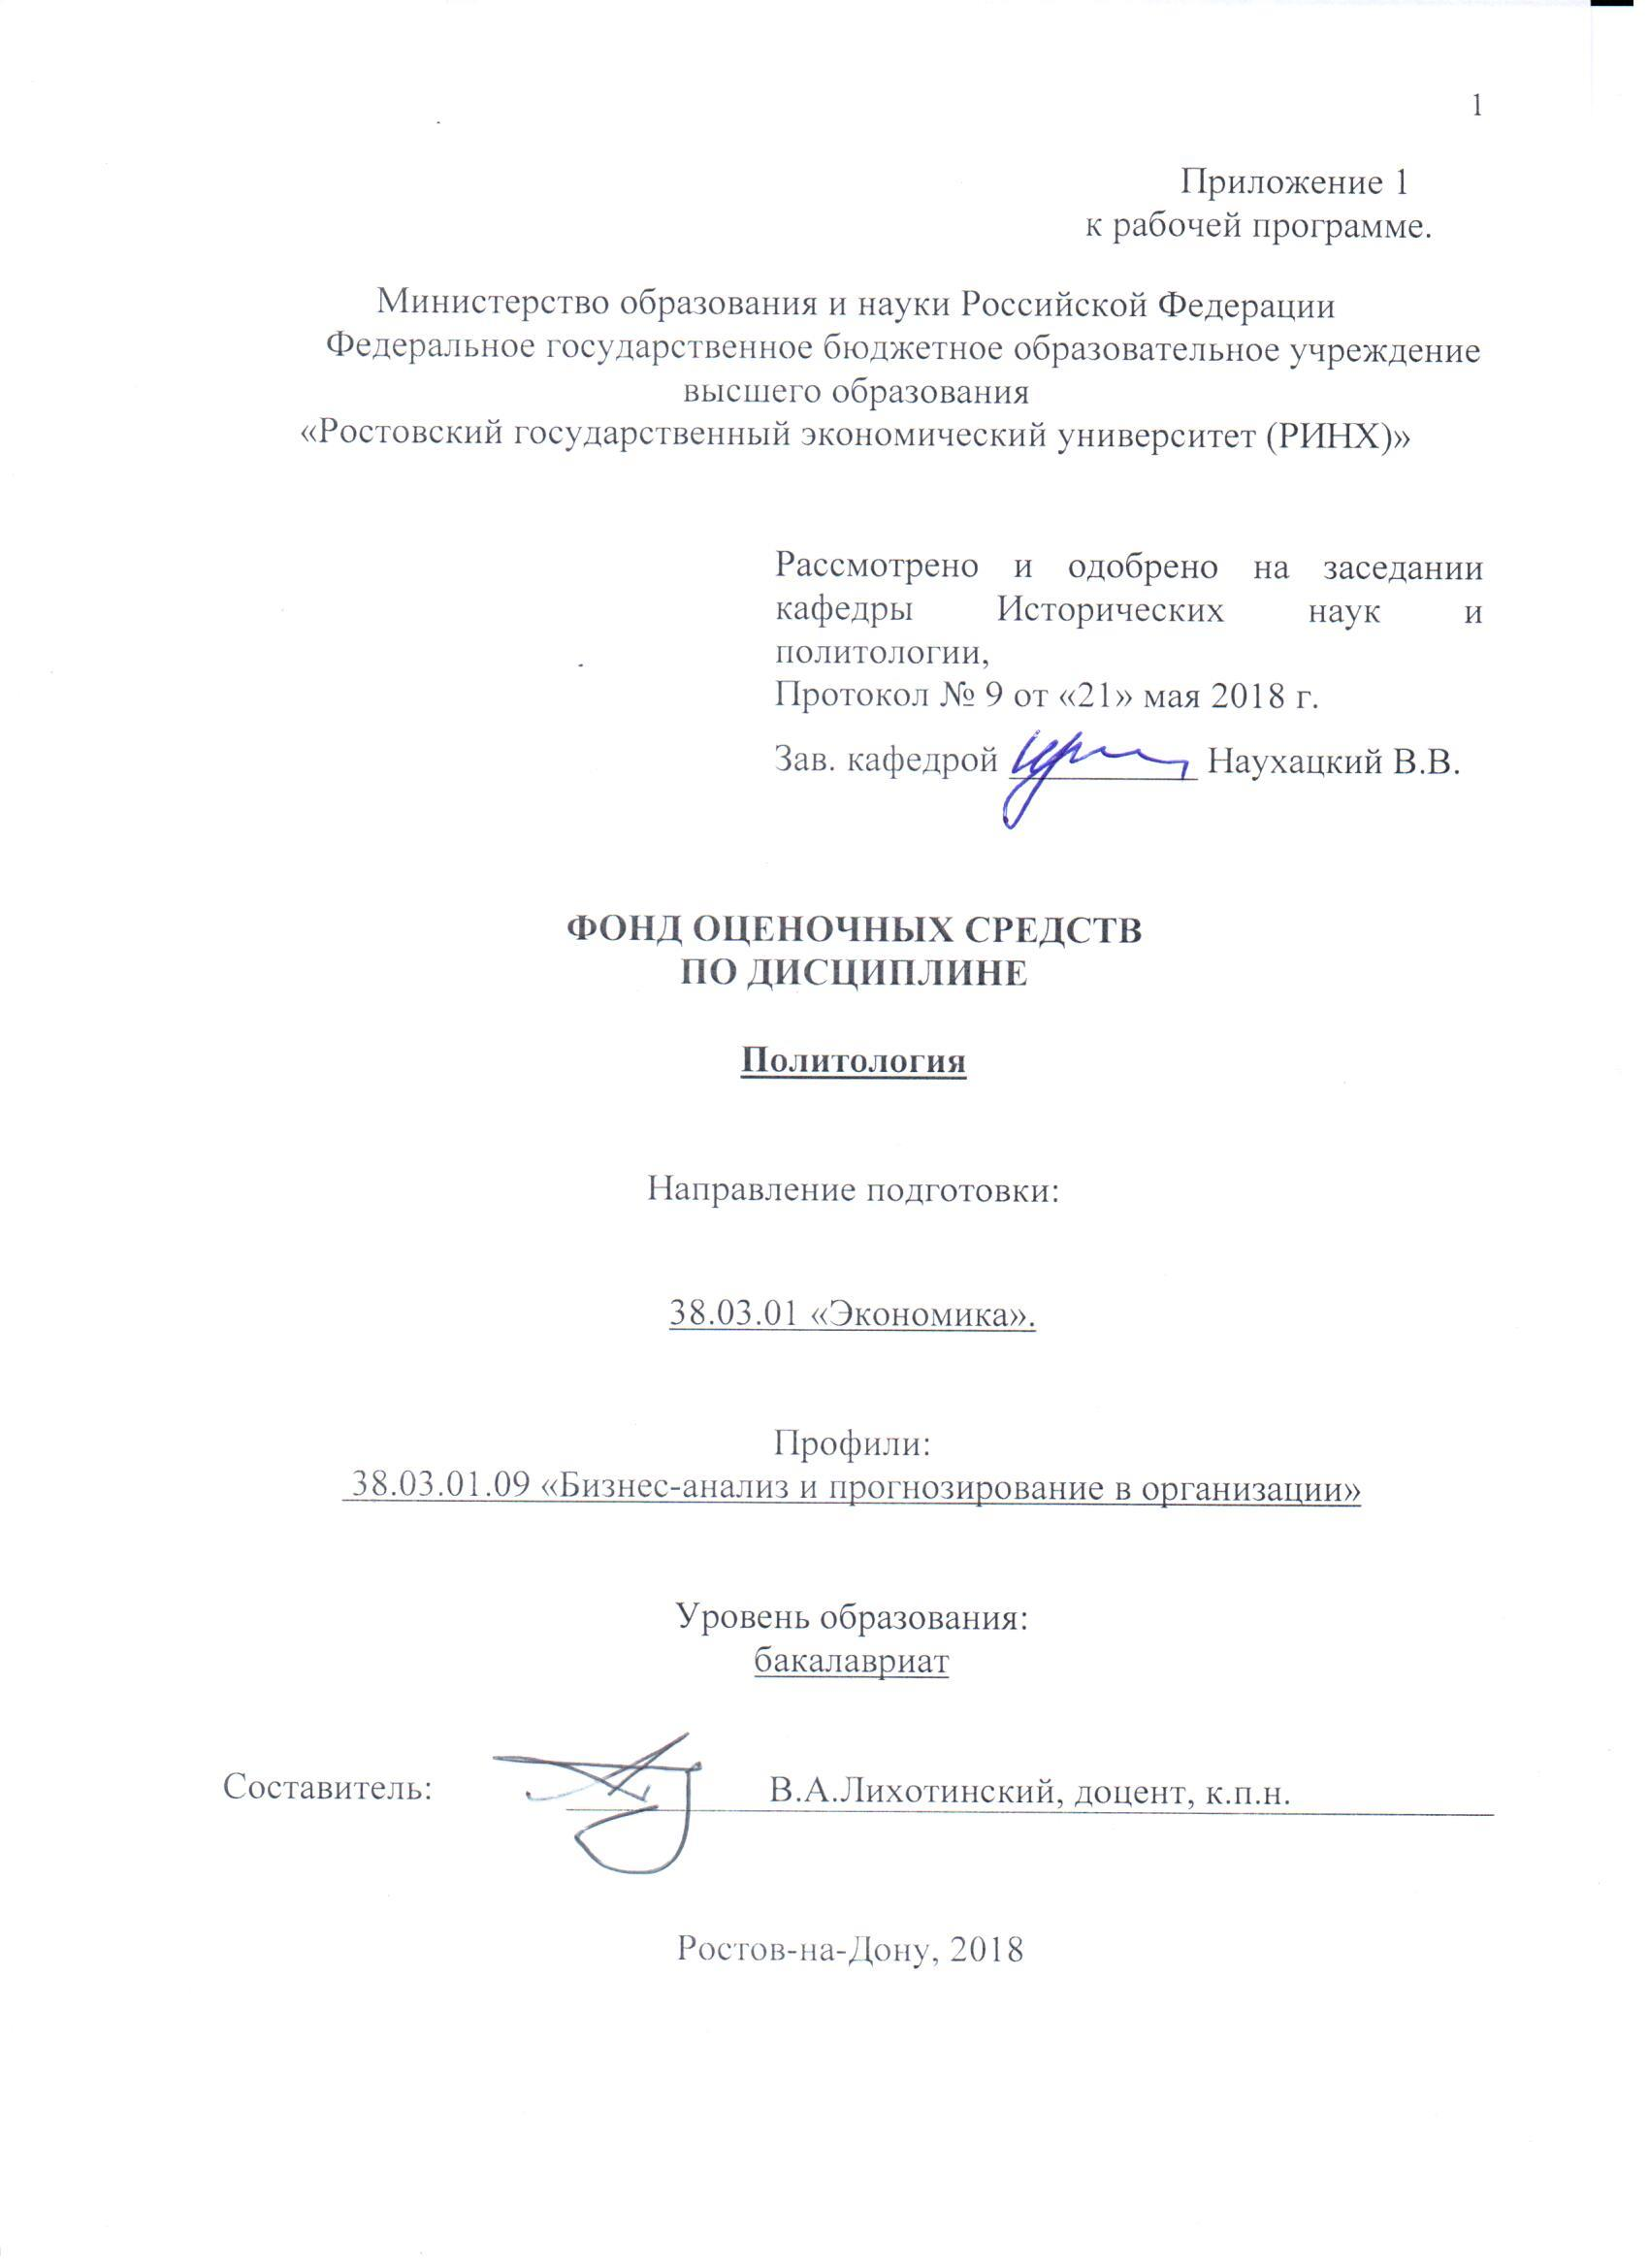 1
Приложение 1
к рабочей программе.
Министерство образования и науки Российской Федерации
Федеральное государственное бюджетное образовательное учреждение
высшего образования
«Ростовский государственный экономический университет (РИНХ)»
Рассмотрено и одобрено на заседании
кафедры Исторических наук и
политологии,
Протокол № 9 от «21» мая 2018 г.
Зав. кафедрой Наухацкий В.В.
ФОНД ОЦЕНОЧНЫХ СРЕДСТВ
ПО ДИСЦИПЛИНЕ
Политология
Направление подготовки:
38.03.01 «Экономика».
Профили:
38.03.01.09 «Бизнес-анализ и прогнозирование в организации»
Уровень образования:
бакалавриат
Составитель: В.А.Лихотинский, доцент, к.п.н.
Ростов-на-Дону, 2018